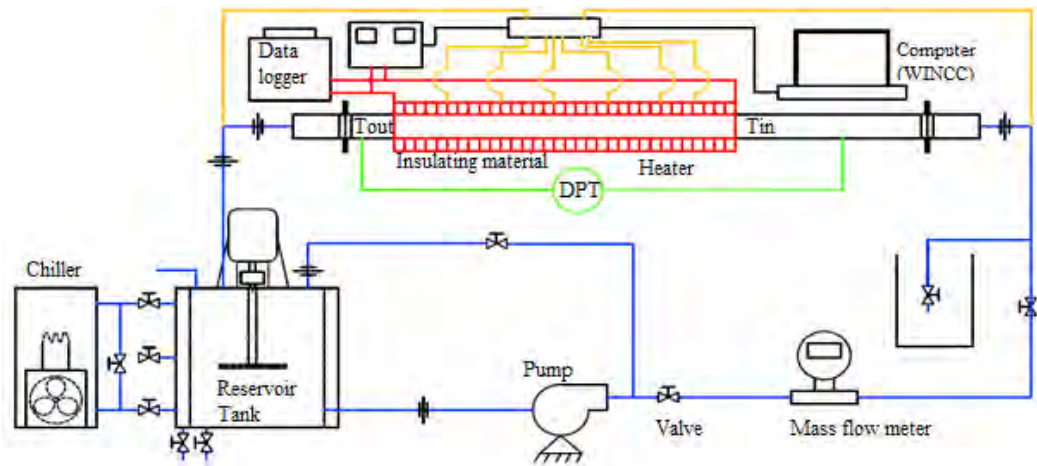 Data
logger
Computer
(WINCC)
Tout
Tin
Insulating material
Heater
DPT
Chiller
Reservoir
Tank
Pump
Valve
Mass flow meter